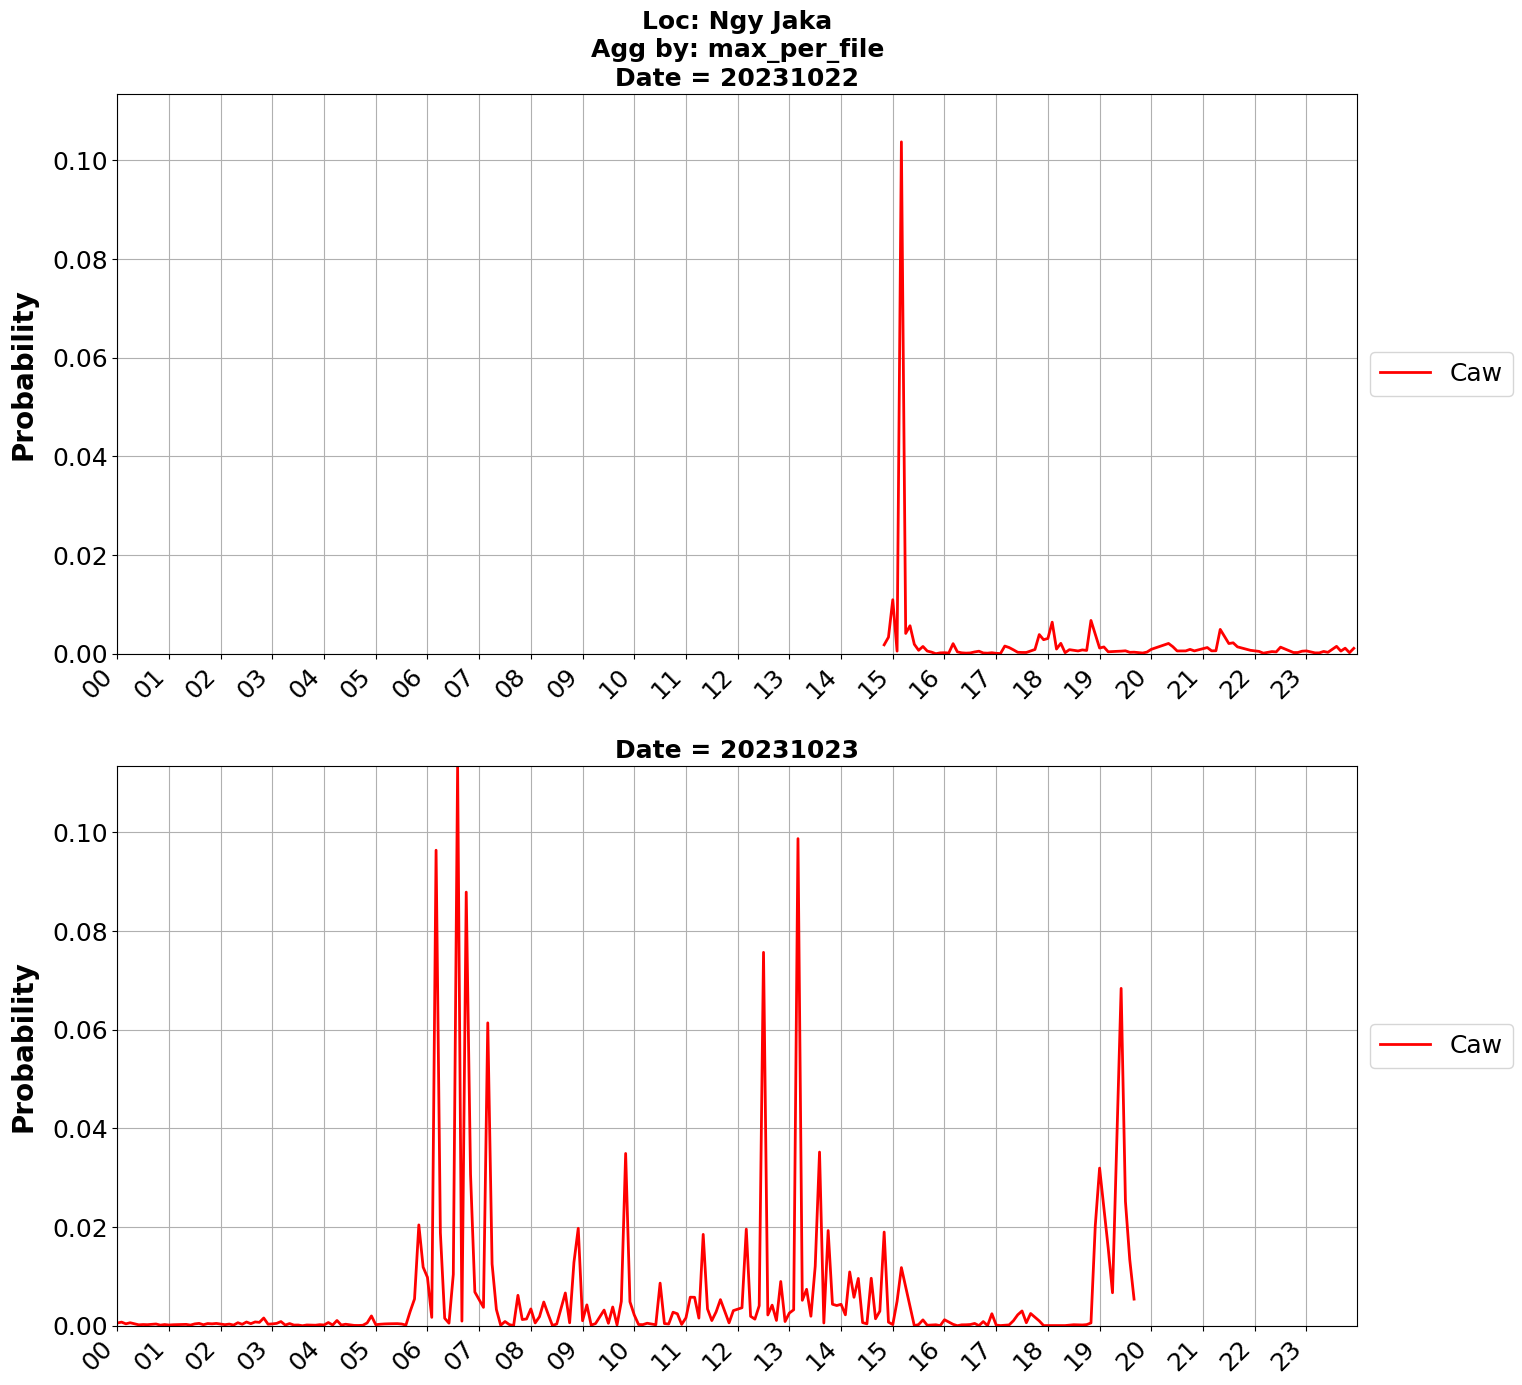 Loc: Ngy Jaka
Agg by: max_per_file
Date = 20231022
Probability
0.10
0.08
0.06
0.04
0.02
0.00
00 01 02 03 04 05 06 07 08 09 10 11 12 13 14 15 16 17 18 19 20 21 22 23
Caw
Date = 20231023
Probability
0.10
0.08
0.06
0.04
0.02
0.00
00 01 02 03 04 05 06 07 08 09 10 11 12 13 14 15 16 17 18 19 20 21 22 23
Caw